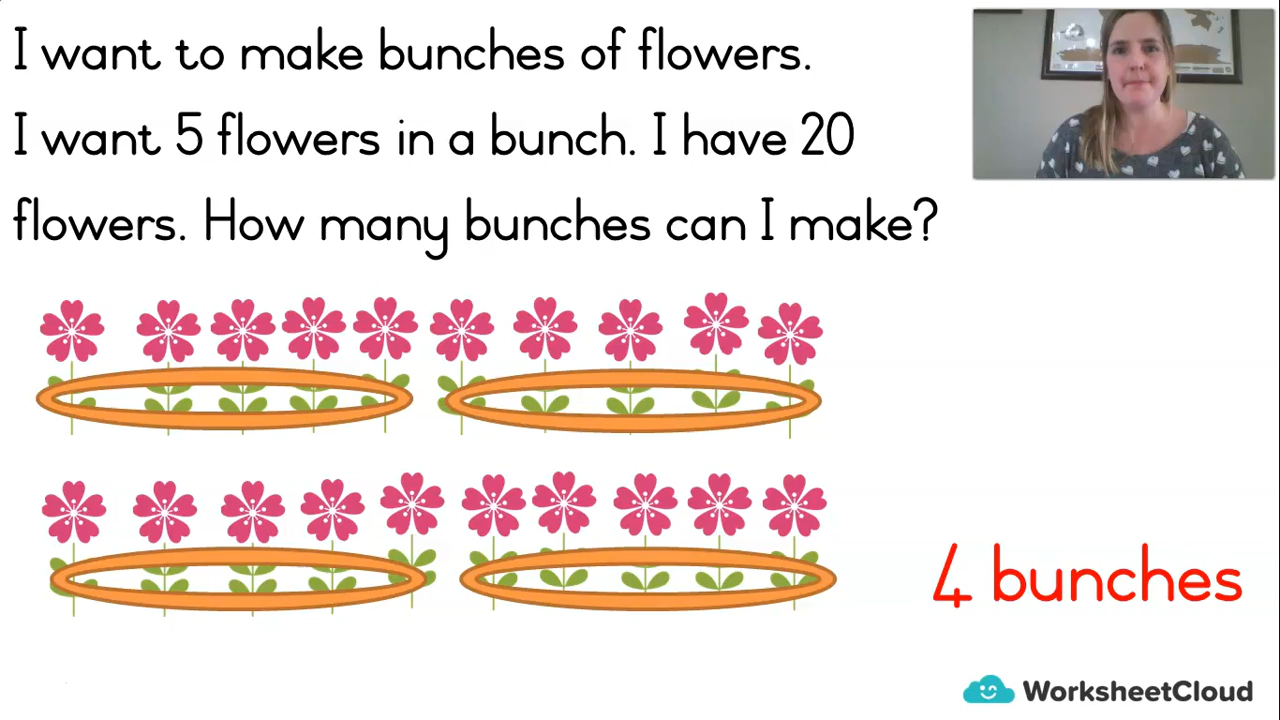 I want to make bunches of flowers.
I want 5 flowers in a bunch. I have 20
flowers. How many bunches can I make?
4 bunches
WorksheetCloud